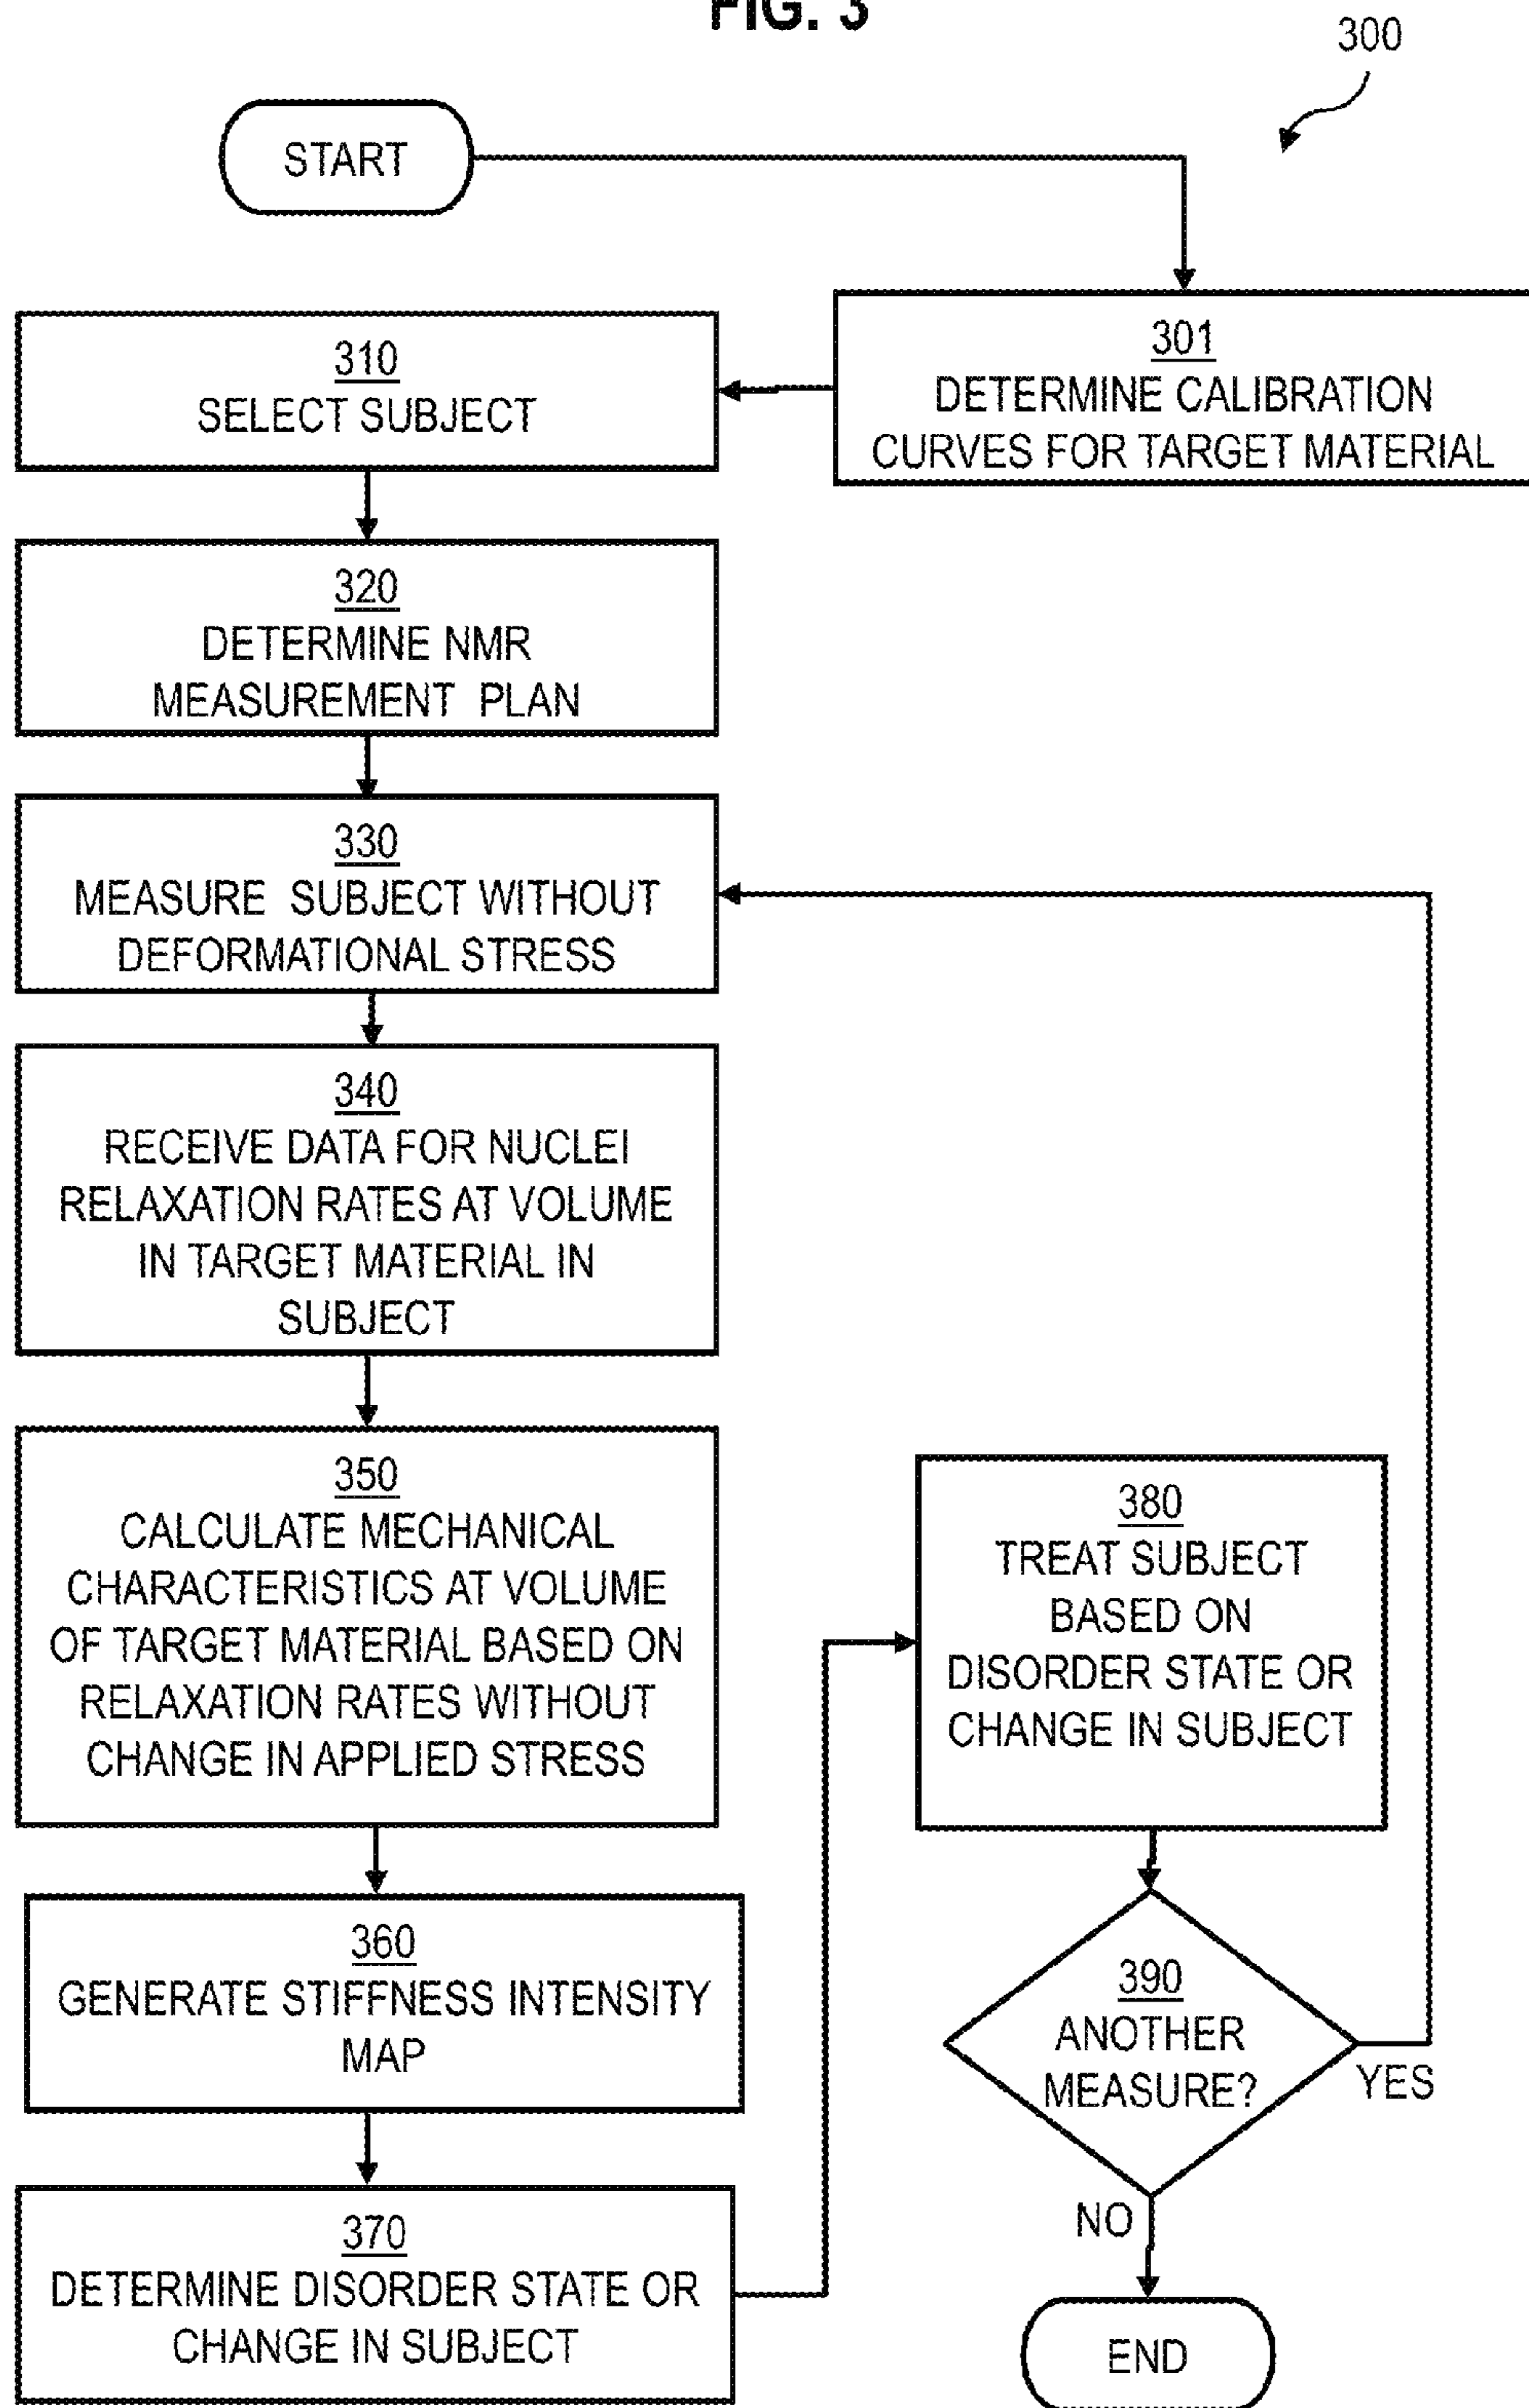 FIG. 3
300
START
301
DETERMINE CALIBRATION
CURVES FOR TARGET MATERIAL
310
SELECT SUBJECT
320
DETERMINE NMR
MEASUREMENT PLAN
330
MEASURE SUBJECT WITHOUT
DEFORMATIONAL STRESS
340
RECEIVE DATA FOR NUCLEI
RELAXATION RATES AT VOLUME
IN TARGET MATERIAL IN
SUBJECT
350
CALCULATE MECHANICAL
CHARACTERISTICS AT VOLUME
OF TARGET MATERIAL BASED ON
RELAXATION RATES WITHOUT
CHANGE IN APPLIED STRESS
360
GENERATE STIFFNESS INTENSITY
MAP
370
DETERMINE DISORDER STATE OR
CHANGE IN SUBJECT
380
TREAT SUBJECT
BASED ON
DISORDER STATE OR
CHANGE IN SUBJECT
390
ANOTHER
MEASURE?
YES
NO
END